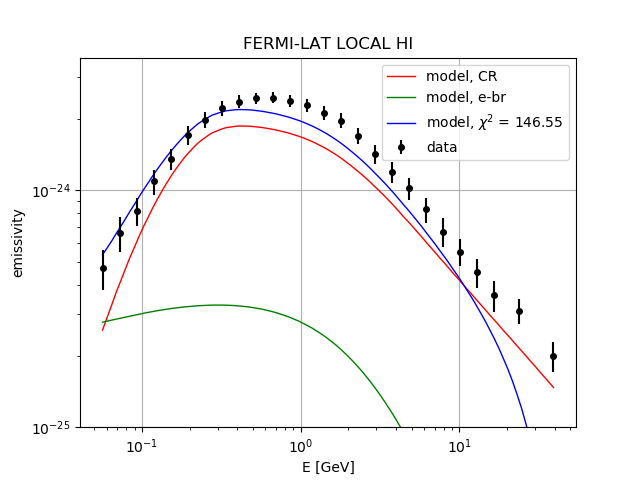 FERMI-LAT LOCAL HI
model, CR
model, e-br
model, χ² = 146.55
data
emissivity
10⁻²⁴
10⁻²⁵
10⁻¹
10⁰
10¹
E [GeV]